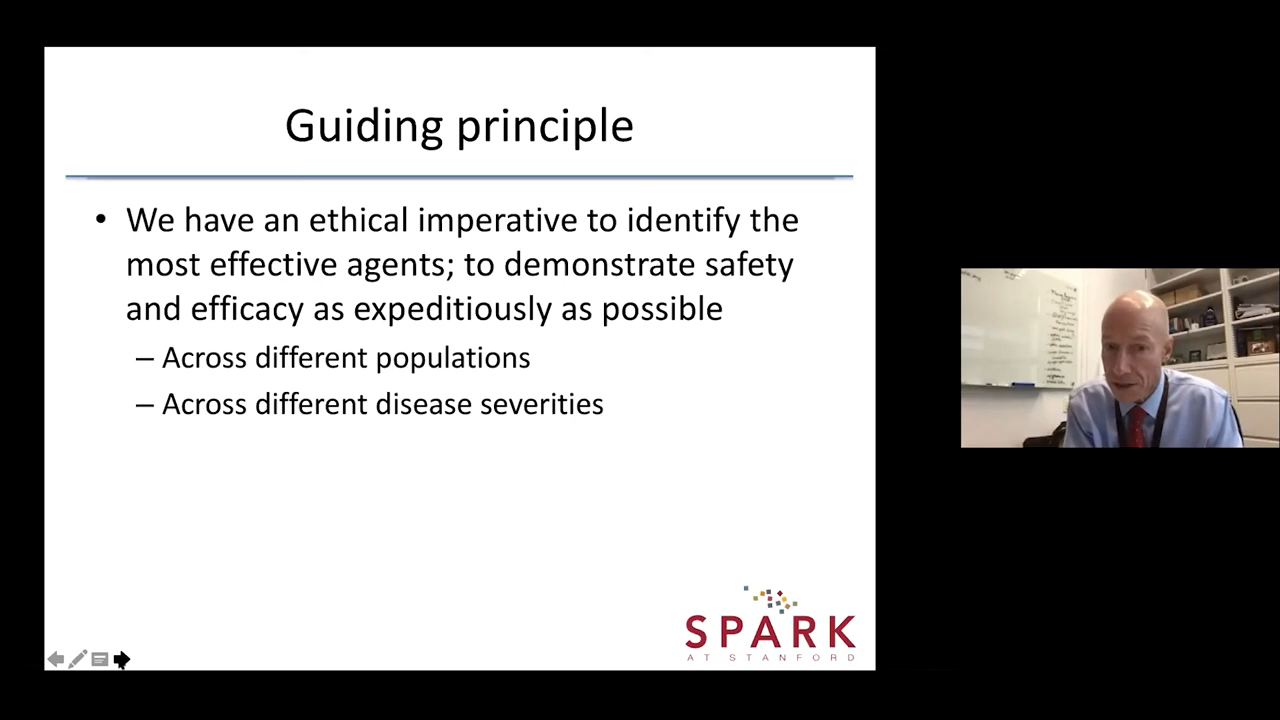 Guiding principle
• We have an ethical imperative to identify the
most effective agents; to demonstrate safety
and efficacy as expeditiously as possible
– Across different populations
– Across different disease severities
SPARK
AT STANFORD